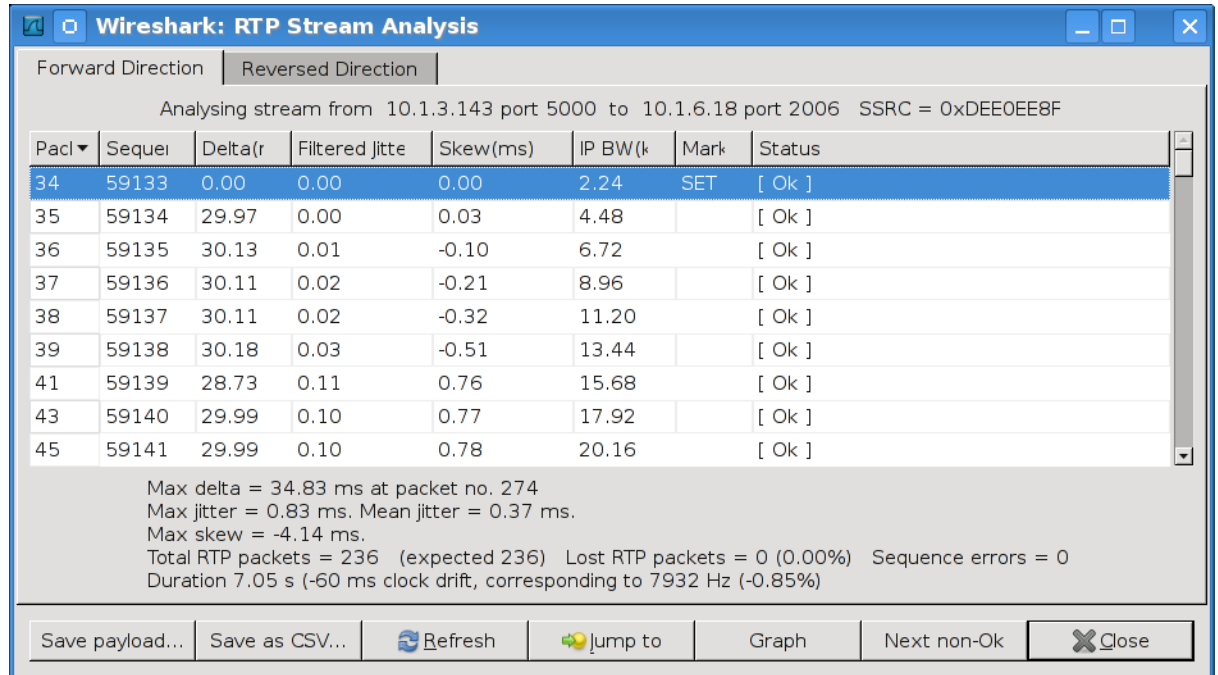 Wireshark: RTP Stream Analysis
Forward Direction Reversed Direction
Analysing stream from 10.1.3.143 port 5000 to 10.1.6.18 port 2006 SSRC = 0xDEE0EE8F
Pacl Sequei Delta(r Filtered Jitte Skew(ms) IP BW(k Mark Status
34 59133 0.00 0.00 0.00 2.24 SET [ Ok ]
35 59134 29.97 0.00 0.03 4.48 [ Ok ]
36 59135 30.13 0.01 -0.10 6.72 [ Ok ]
37 59136 30.11 0.02 -0.21 8.96 [ Ok ]
38 59137 30.11 0.02 -0.32 11.20 [ Ok ]
39 59138 30.18 0.03 -0.51 13.44 [ Ok ]
41 59139 28.73 0.11 0.76 15.68 [ Ok ]
43 59140 29.99 0.10 0.77 17.92 [ Ok ]
45 59141 29.99 0.10 0.78 20.16 [ Ok ]
Max delta = 34.83 ms at packet no. 274
Max jitter = 0.83 ms. Mean jitter = 0.37 ms.
Max skew = -4.14 ms.
Total RTP packets = 236 (expected 236) Lost RTP packets = 0 (0.00%) Sequence errors = 0
Duration 7.05 s (-60 ms clock drift, corresponding to 7932 Hz (-0.85%)
Save payload... Save as CSV... Refresh Jump to Graph Next non-Ok Close